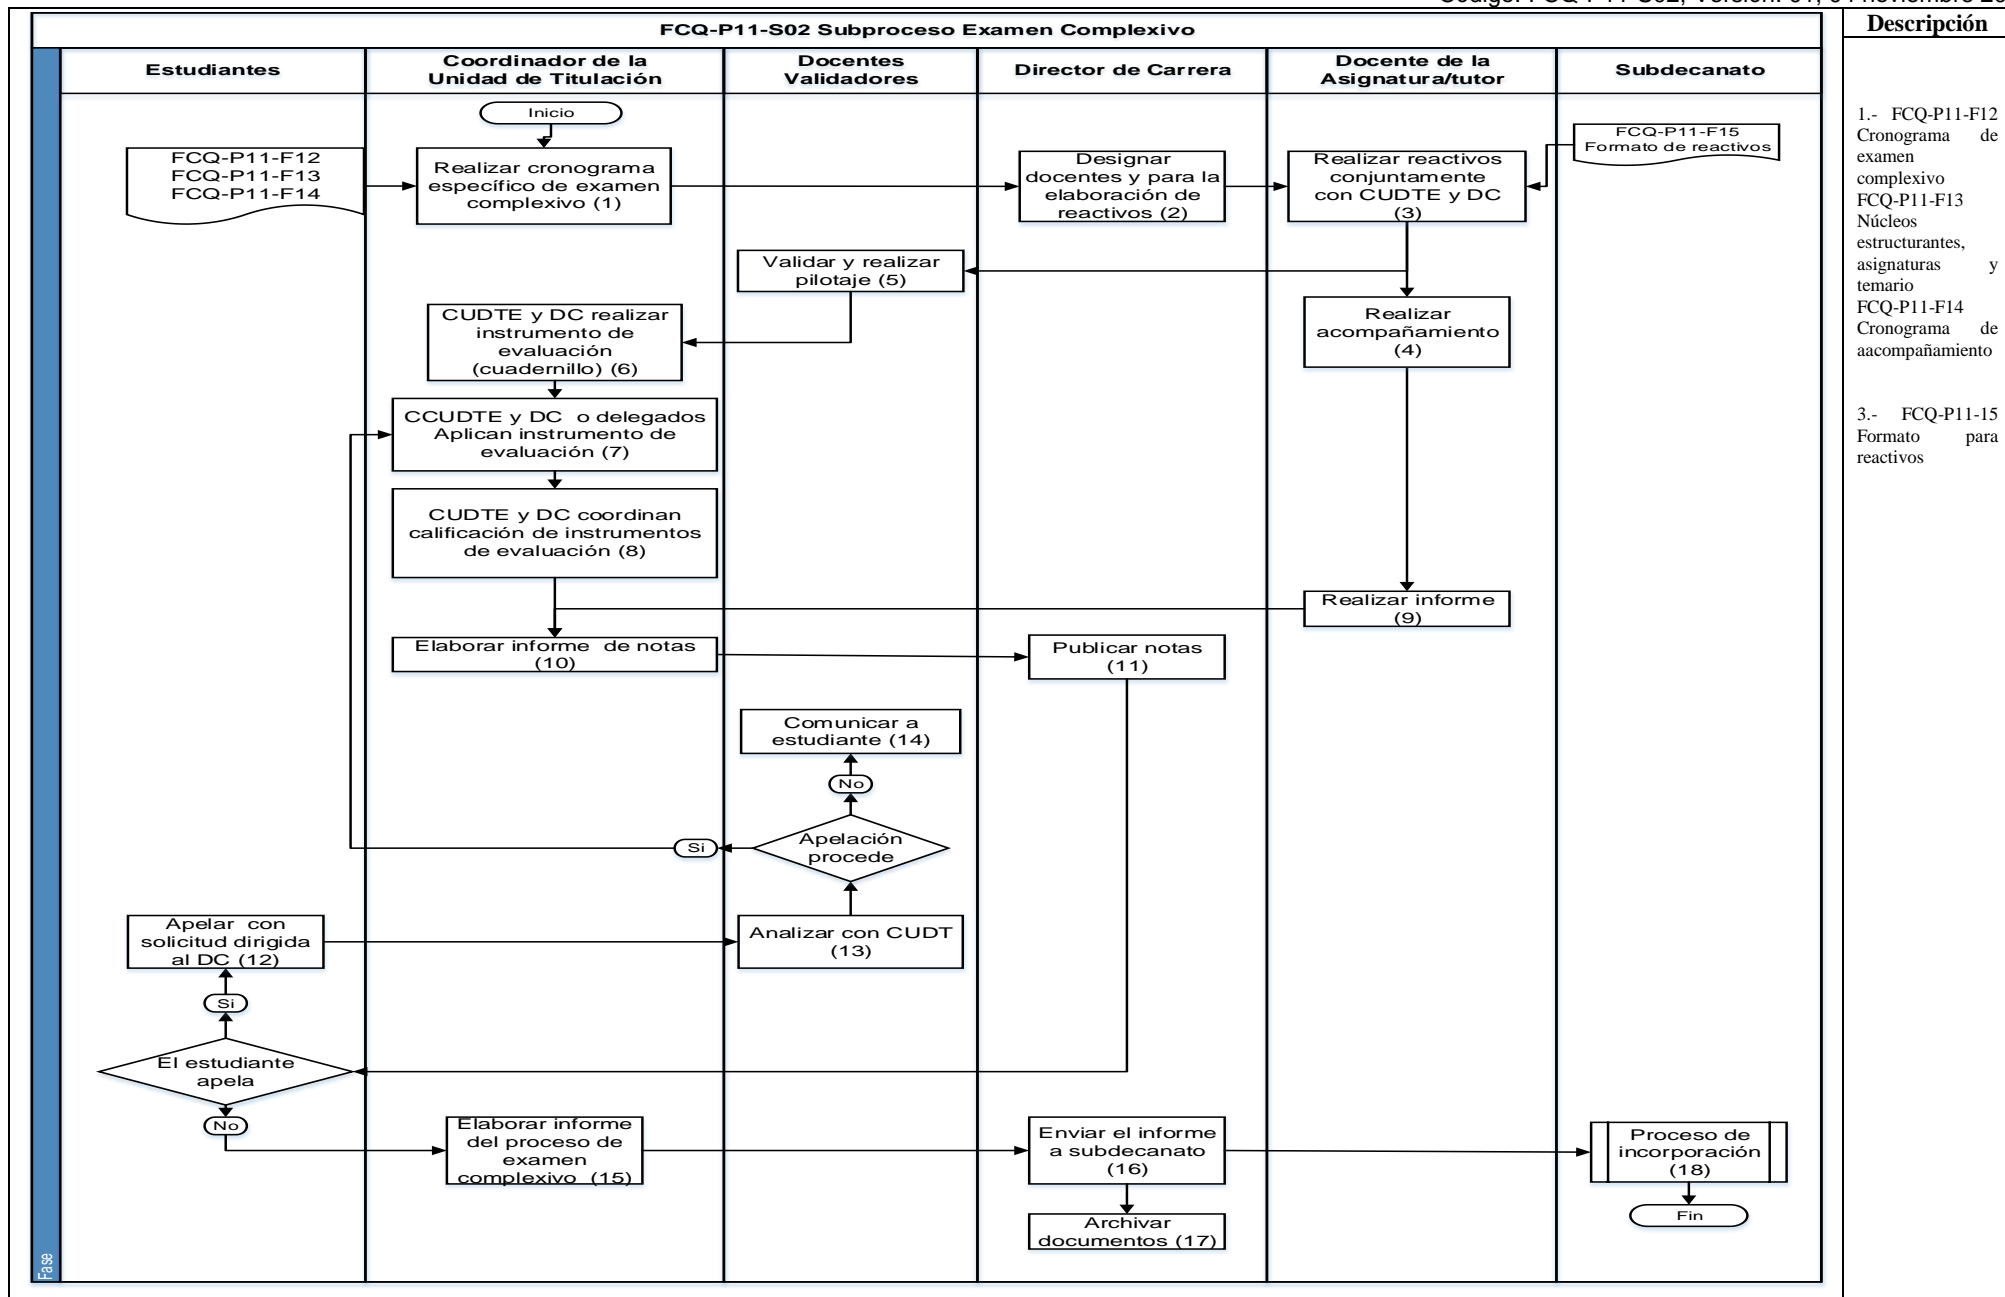 FCQ-P11-S02 Subproceso Examen Complexivo
Descripción
Estudiantes
Coordinador de la
Unidad de Titulación
Docentes
Validadores
Director de Carrera
Docente de la
Asignatura/tutor
Subdecanato
Inicio
FCQ-P11-F12
FCQ-P11-F13
FCQ-P11-F14
Realizar cronograma
específico de examen
complexivo (1)
Designar
docentes y para la
elaboración de
reactivos (2)
Realizar reactivos
conjuntamente
con CUDTE y DC
(3)
FCQ-P11-F15
Formato de reactivos
Validar y realizar
pilotaje (5)
CUDTE y DC realizar
instrumento de
evaluación
(cuadernillo) (6)
Realizar
acompañamiento
(4)
CCUDTE y DC o delegados
Aplican instrumento de
evaluación (7)
CUDTE y DC coordinan
calificación de instrumentos
de evaluación (8)
Realizar informe
(9)
Elaborar informe de notas
(10)
Publicar notas
(11)
Comunicar a
estudiante (14)
No
Apelación
procede
Si
Apelar con
solicitud dirigida
al DC (12)
Analizar con CUDT
(13)
Si
El estudiante
apela
No
Elaborar informe
del proceso de
examen
complexivo (15)
Enviar el informe
a subdecanato
(16)
Proceso de
incorporación
(18)
Archivar
documentos (17)
Fin
Fase
1.- FCQ-P11-F12
Cronograma de
examen
complexivo
FCQ-P11-F13
Núcleos
estructurantes,
asignaturas y
temario
FCQ-P11-F14
Cronograma de
aacompañamiento
3.- FCQ-P11-15
Formato para
reactivos